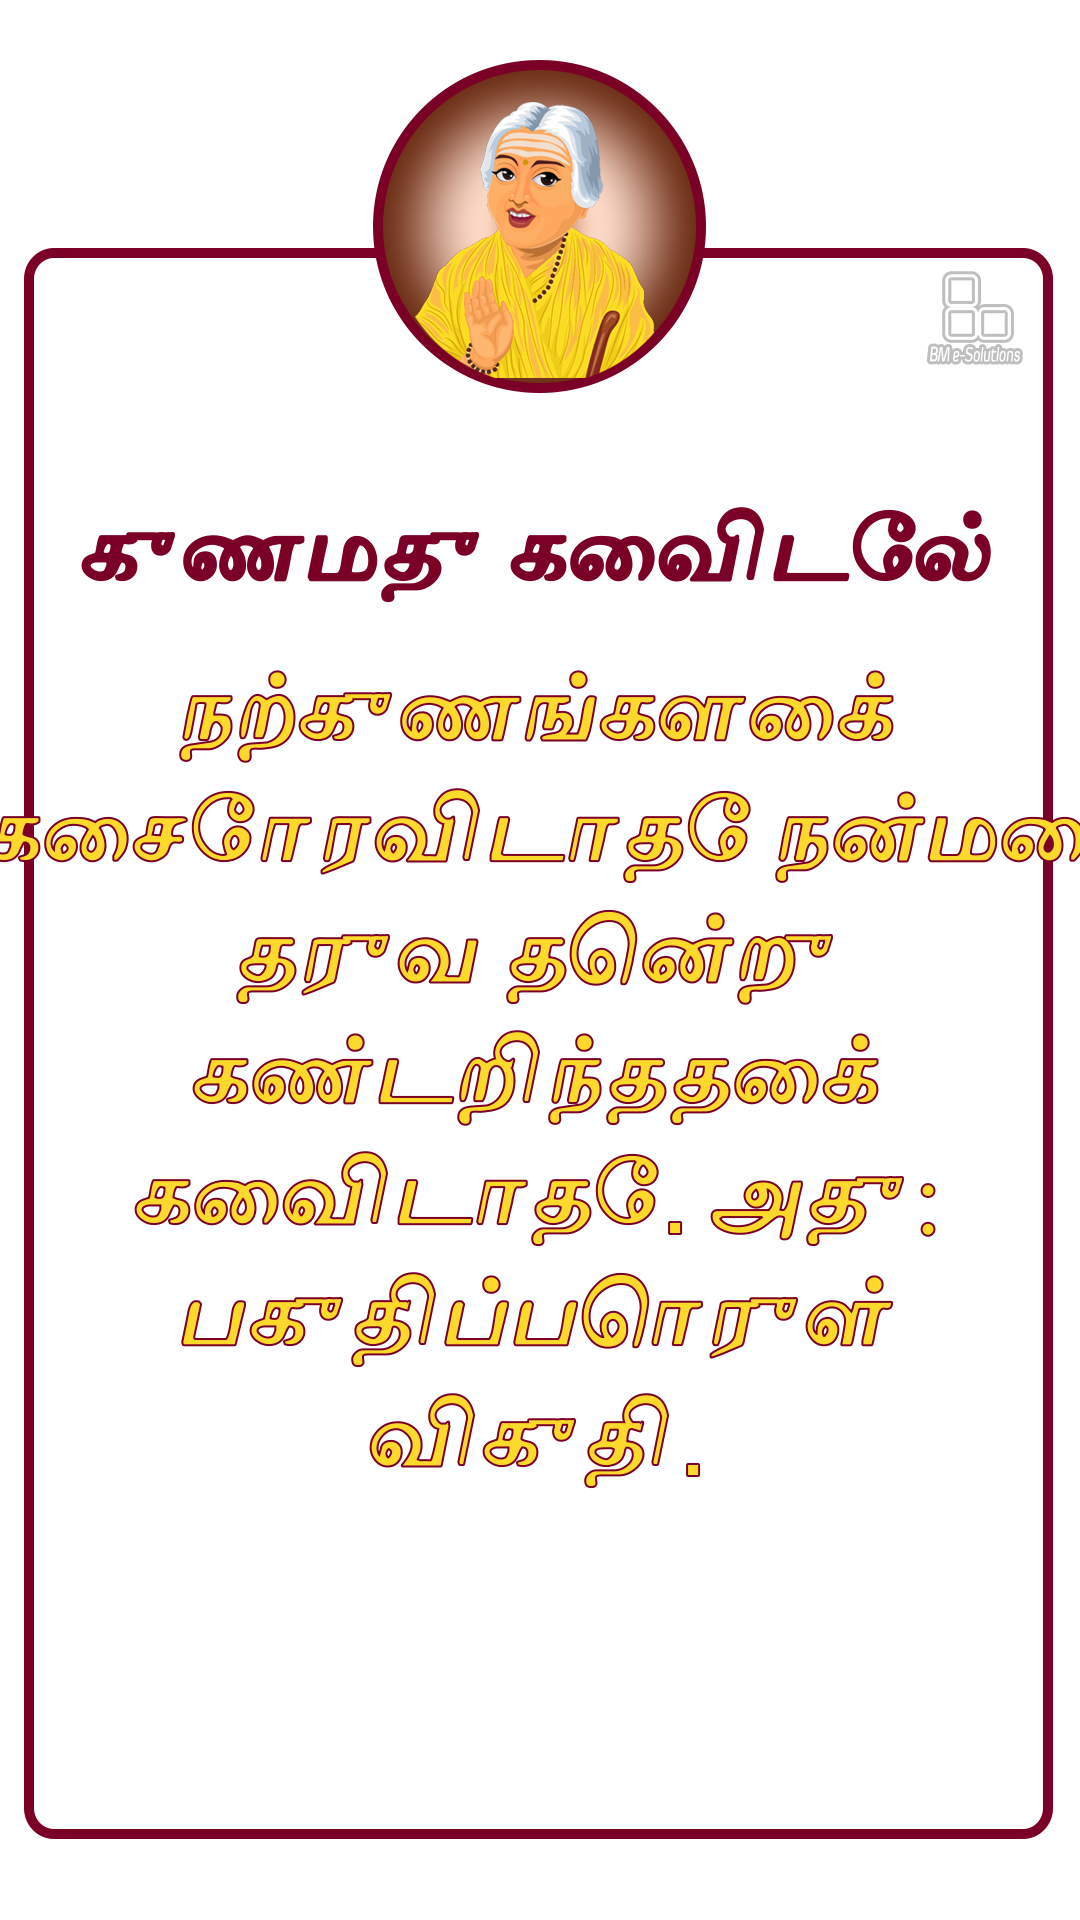 BM e-Solutions
குணமது கைவிடேல்
நற்குணங்களைக்
கைசோரவிடாதே நன்மை
தருவ தென்று
கண்டறிந்ததைக்
கைவிடாதே. அது:
பகுதிப்பொருள்
விகுதி.